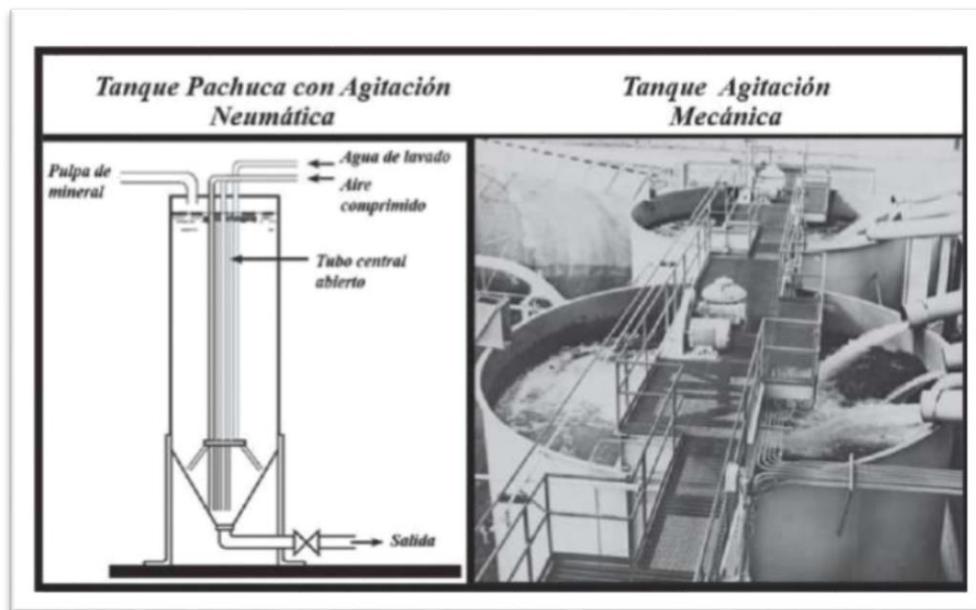 Tanque Pachuca con Agitación
Neumática
Tanque Agitación
Mecánica
Pulpa de
mineral
Agua de lavado
Aire
comprimido
Tubo central
abierto
Salida